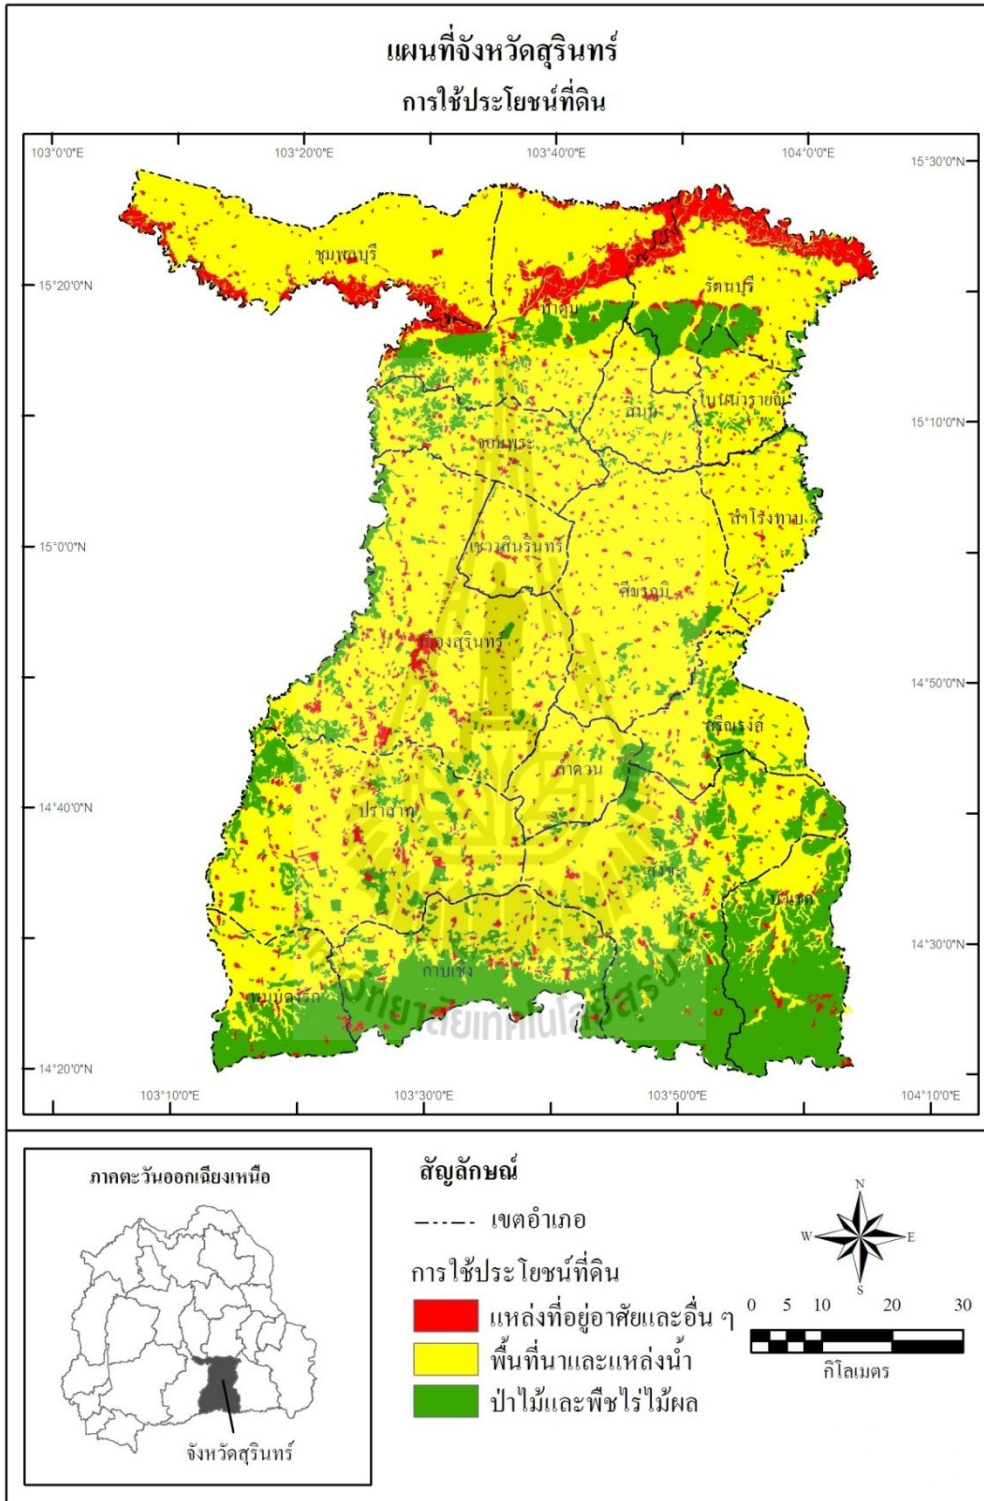 แผนที่จังหวัดสุรินทร์
การใช้ประโยชน์ที่ดิน
103°0'0"E 103°20'0"E 103°40'0"E 104°0'0"E
15°30'0"N
ชุมพลบุรี
15°20'0"N
รัตนบุรี
ท่าตูม
โนนนารายณ์
สนม
15°10'0"N
จอมพระ
สำโรงทาบ
15°0'0"N
เขวาสินรินทร์
ศีขรภูมิ
เมืองสุรินทร์
14°50'0"N
ศรีณรงค์
ลำดวน
14°40'0"N
ปราสาท
สังขะ
บัวเชด
14°30'0"N
กาบเชิง
พนมดงรัก
14°20'0"N
103°10'0"E 103°30'0"E 103°50'0"E 104°10'0"E
ภาคตะวันออกเฉียงเหนือ
จังหวัดสุรินทร์
สัญลักษณ์
เขตอำเภอ
การใช้ประโยชน์ที่ดิน
แหล่งที่อยู่อาศัยและอื่น ๆ
พื้นที่นาและแหล่งน้ำ
ป่าไม้และพืชไร่ไม้ผล
N
W E
S
0 5 10 20 30
กิโลเมตร